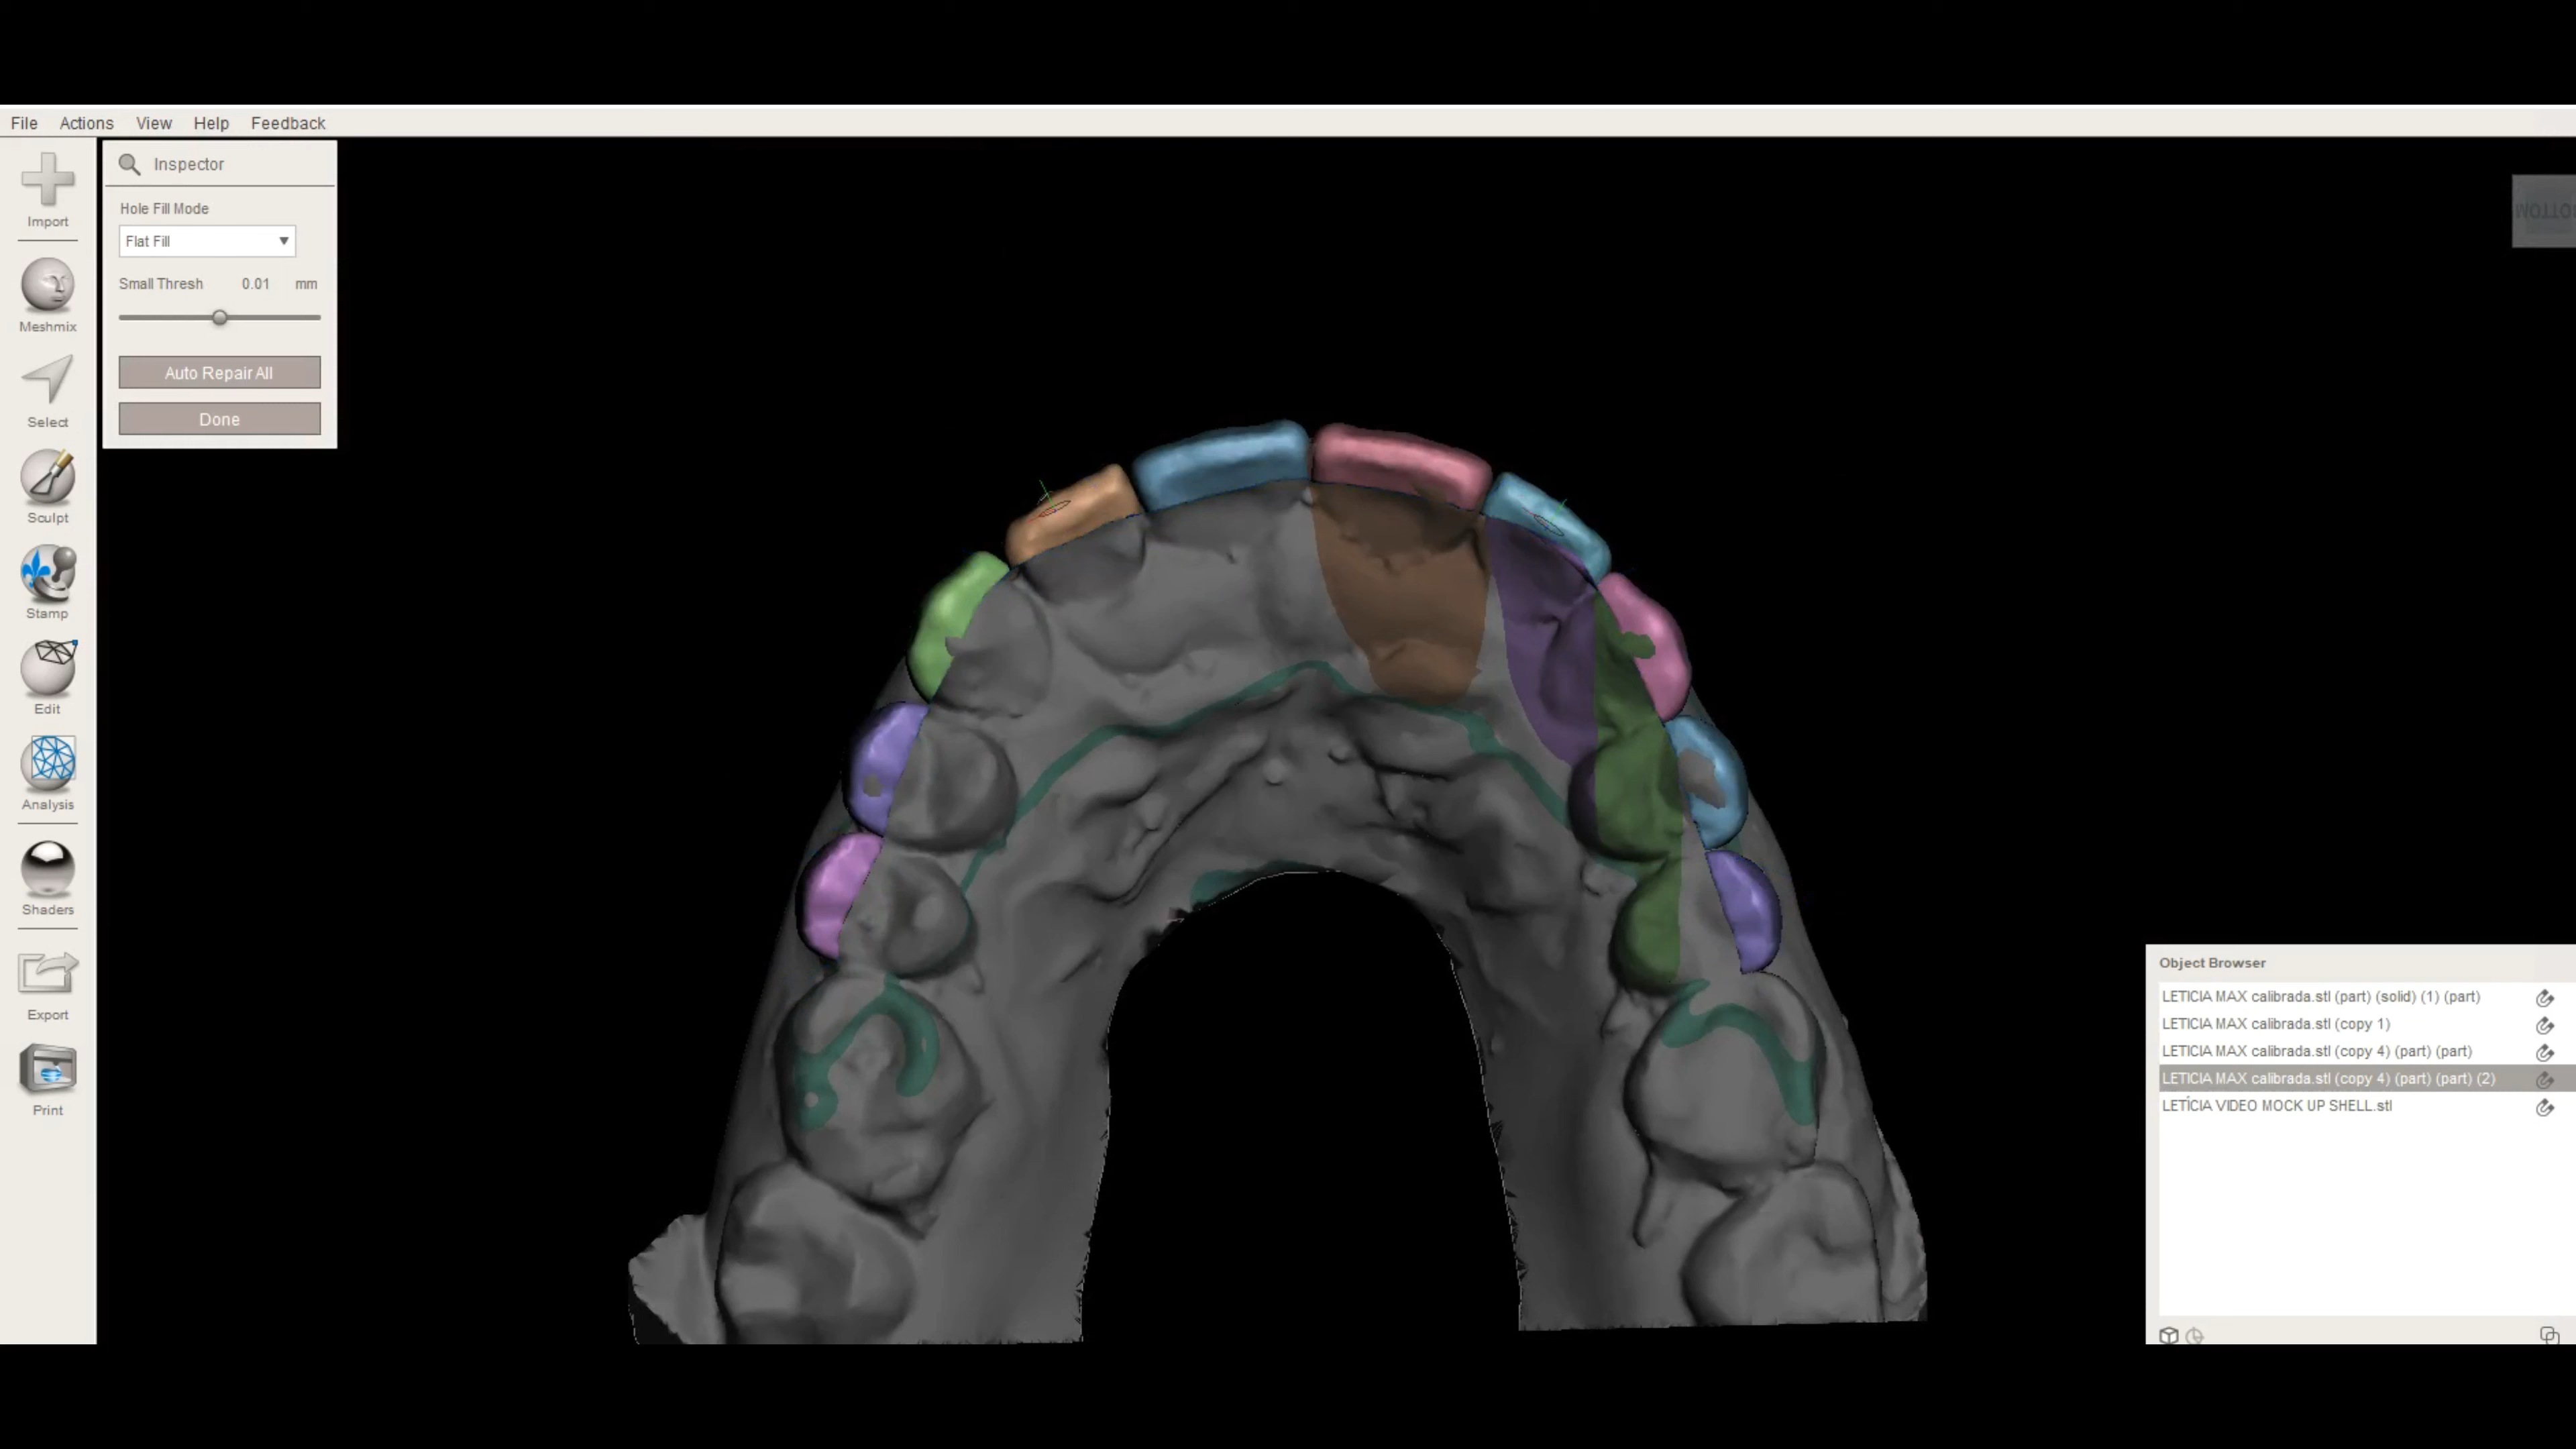 File Actions View Help Feedback
Import
Meshmix
Select
Sculpt
Stamp
Edit
Analysis
Shaders
Export
Print
Inspector
Hole Fill Mode
Flat Fill
Small Thresh 0.01 mm
Auto Repair All
Done
OTTOM
Object Browser
LETICIA MAX calibrada.stl (part) (solid) (1) (part)
LETICIA MAX calibrada.stl (copy 1)
LETICIA MAX calibrada.stl (copy 4) (part) (part)
LETICIA MAX calibrada.stl (copy 4) (part) (part) (2)
LETÍCIA VIDEO MOCK UP SHELL.stl